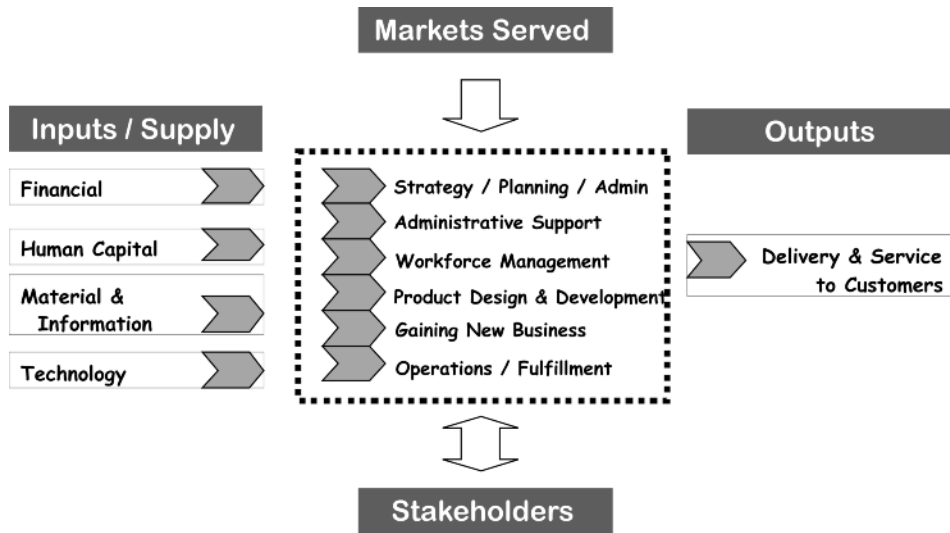 Markets Served
Inputs / Supply
Financial
Human Capital
Material &
Information
Technology
Strategy / Planning / Admin
Administrative Support
Workforce Management
Product Design & Development
Gaining New Business
Operations / Fulfillment
Outputs
Delivery & Service
to Customers
Stakeholders